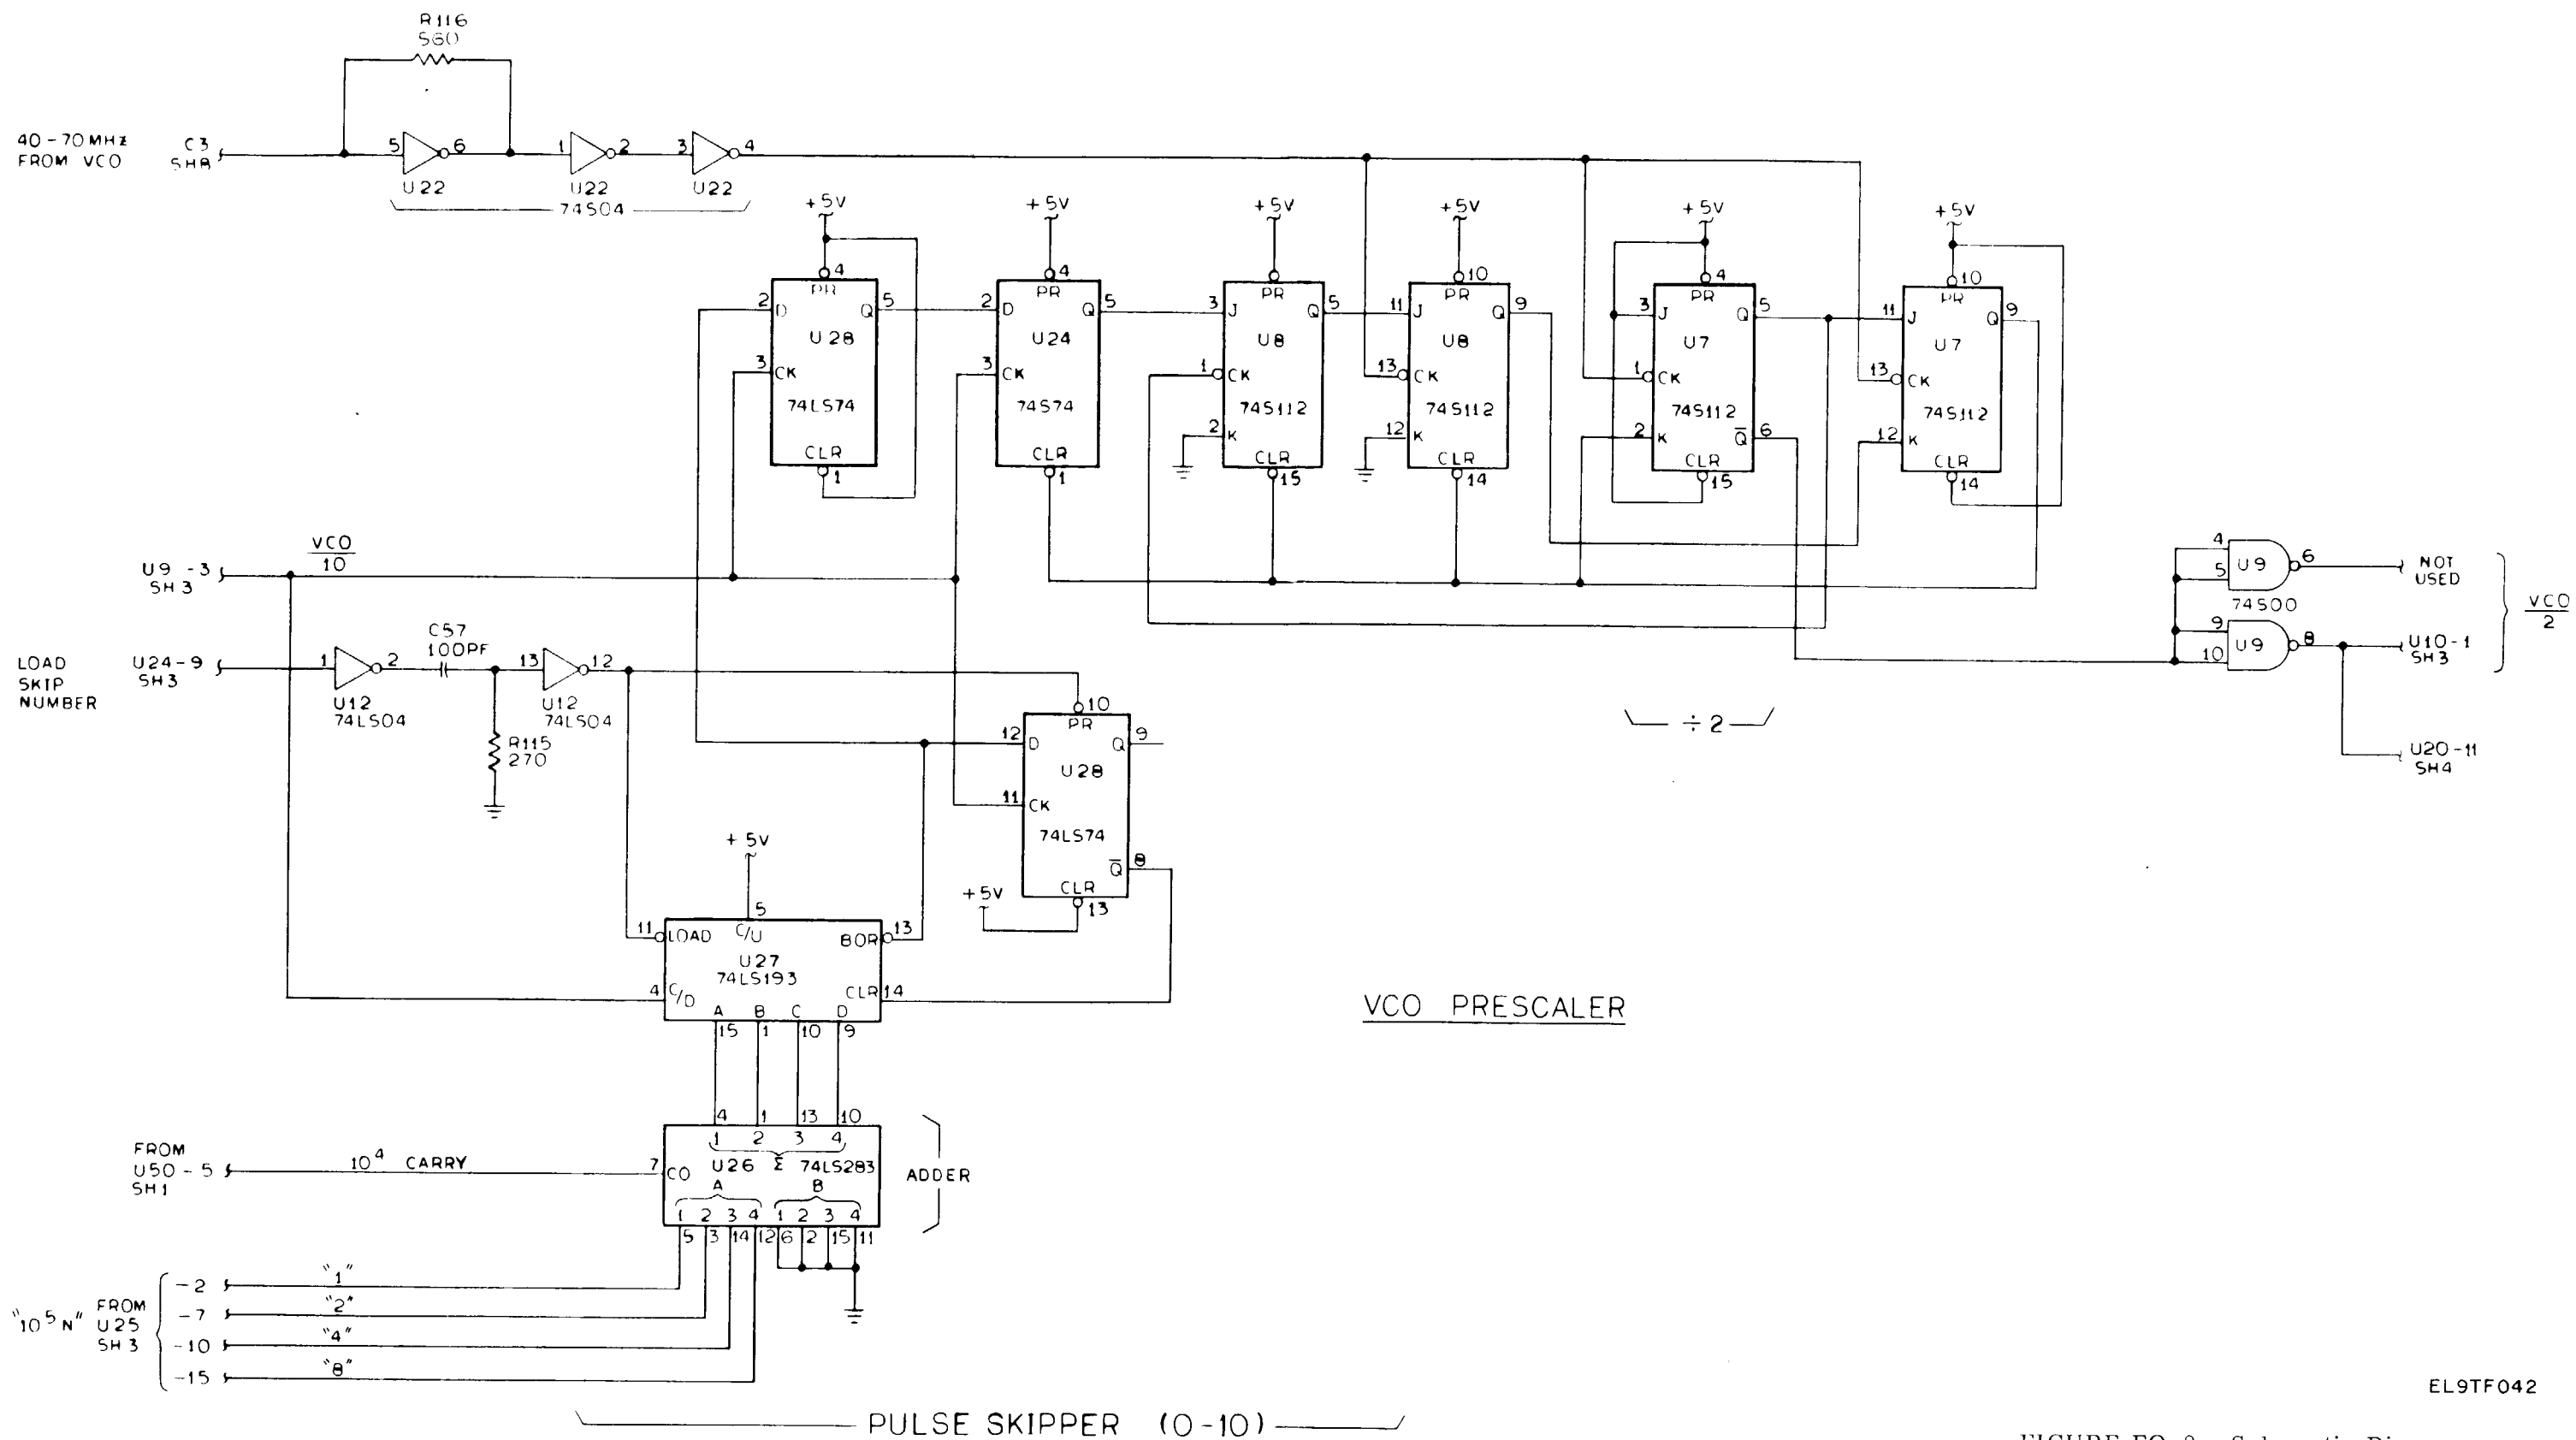 R116
560
40-70MHz
FROM VCO
C3
SH8
5
6
1
2
3
4
U22
U22
U22
74S04
+5V
+5V
+5V
+5V
+5V
+5V
4
PR
2
D
Q
5
U28
3
CK
74LS74
CLR
1
4
PR
2
D
Q
5
U24
3
CK
74S74
CLR
1
PR
3
J
Q
5
U8
1
CK
74S112
2
K
CLR
15
10
PR
11
J
Q
9
U8
13
CK
74S112
12
K
CLR
14
4
PR
3
J
Q
5
U7
1
CK
74S112
2
K
Q̅
6
CLR
15
10
PR
11
J
Q
9
U7
13
CK
74S112
12
K
CLR
14
U9 -3
SH3
VCO
10
LOAD
SKIP
NUMBER
U24-9
SH3
1
2
U12
74LS04
C57
100PF
R115
270
13
12
U12
74LS04
10
PR
12
D
Q
9
U28
11
CK
74LS74
Q̅
8
CLR
13
+5V
4
5
U9
6
74S00
NOT
USED
9
10
U9
8
U10-1
SH3
VCO
2
U20-11
SH4
÷2
+5V
5
11
LOAD
C/U
BOR
13
U27
74LS193
4
C/D
CLR
14
A
B
C
D
15
1
10
9
VCO PRESCALER
4
1
13
10
1
2
3
4
FROM
U50-5
SH1
10⁴ CARRY
7
CO
U26
Σ
74LS283
A
B
1
2
3
4
1
2
3
4
5
3
14
12
6
2
15
11
ADDER
"10⁵N"
FROM
U25
SH3
-2
"1"
-7
"2"
-10
"4"
-15
"8"
EL9TF042
PULSE SKIPPER (0-10)